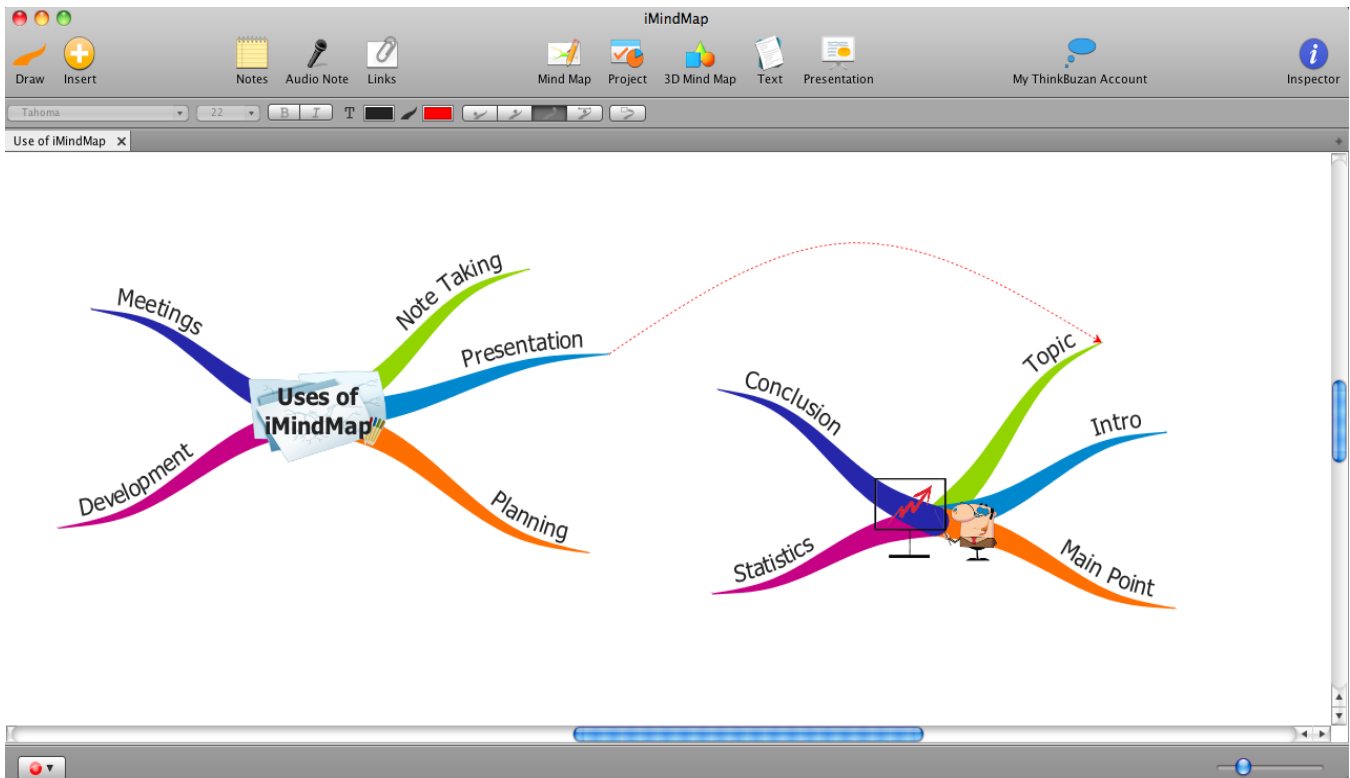 iMindMap
Draw Insert Notes Audio Note Links Mind Map Project 3D Mind Map Text Presentation My ThinkBuzan Account Inspector
Tahoma 22 B I T
Use of iMindMap
Meetings
Note Taking
Presentation
Uses of
iMindMap
Development
Planning
Topic
Conclusion
Intro
Statistics
Main Point